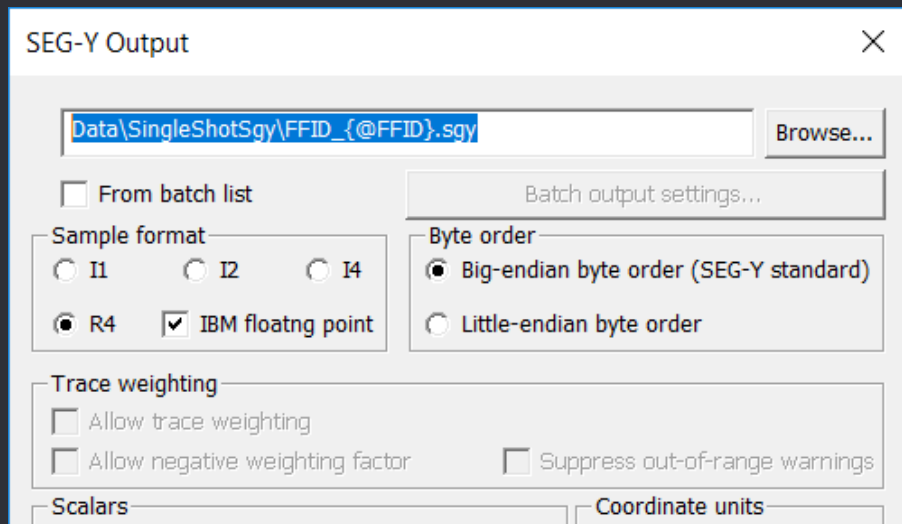 SEG-Y Output
Data\SingleShotSgy\FFID_{@FFID}.sgy
Browse...
From batch list
Batch output settings...
Sample format
I1 I2 I4
R4 IBM floatng point
Byte order
Big-endian byte order (SEG-Y standard)
Little-endian byte order
Trace weighting
Allow trace weighting
Allow negative weighting factor
Suppress out-of-range warnings
Scalars
Coordinate units